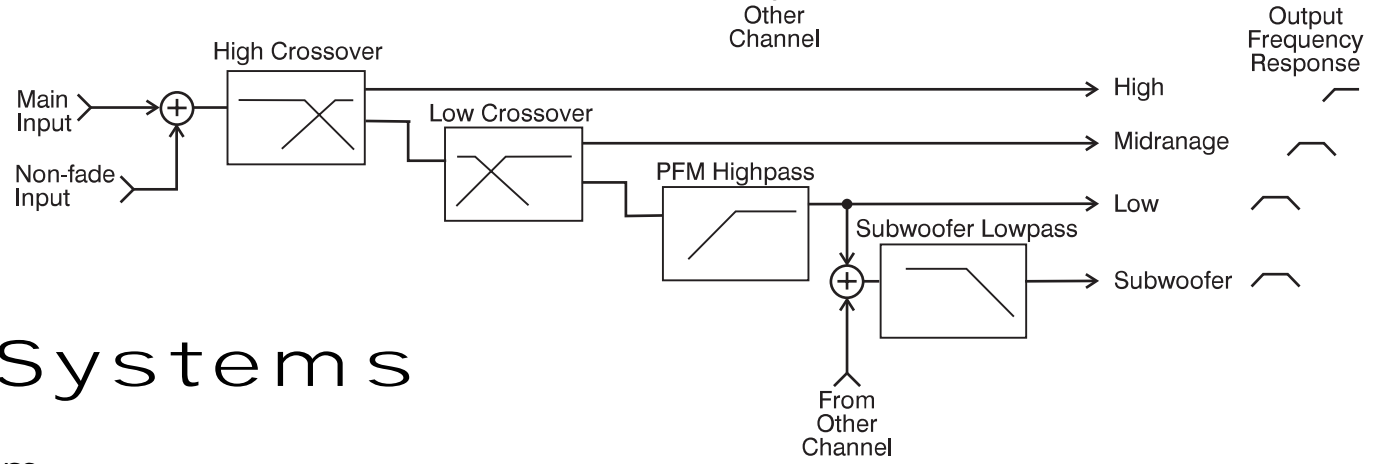 Other
Channel
Output
Frequency
Response
High Crossover
High
Main
Input
Low Crossover
Midranage
Non-fade
Input
PFM Highpass
Low
Subwoofer Lowpass
Subwoofer
Systems
From
Other
Channel